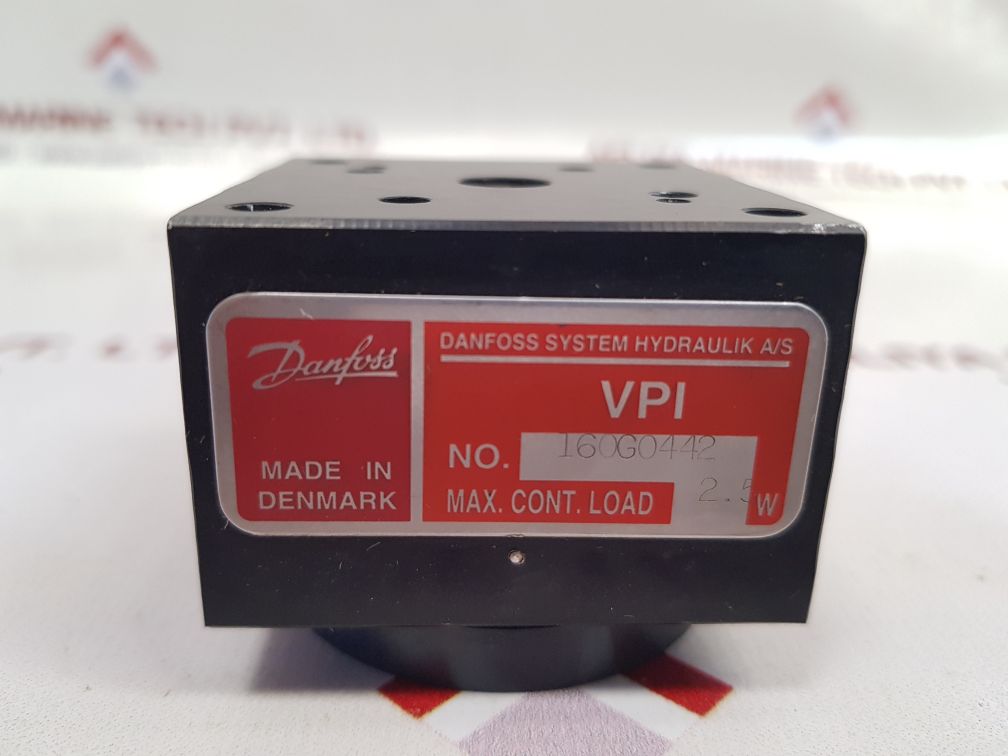 Danfoss
MADE IN
DENMARK
DANFOSS SYSTEM HYDRAULIK A/S
VPI
NO. 160G0442
MAX. CONT. LOAD 2.5 W